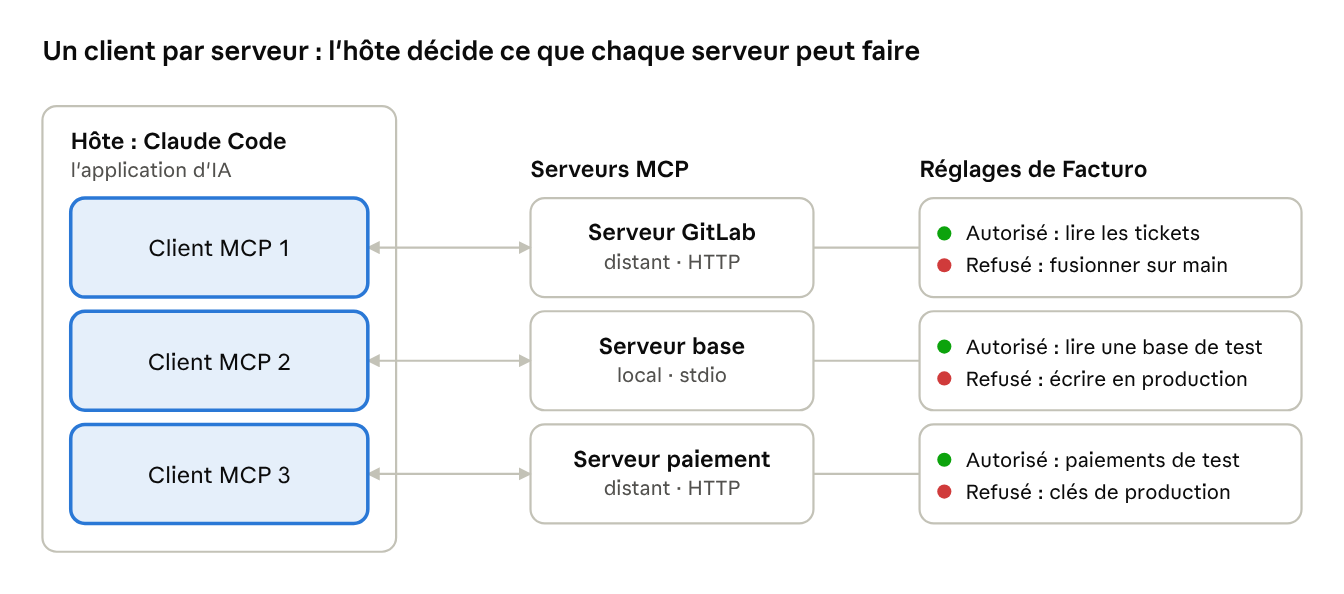 Un client par serveur : l'hôte décide ce que chaque serveur peut faire
Hôte : Claude Code
l'application d'IA
Client MCP 1
Client MCP 2
Client MCP 3
Serveurs MCP
Serveur GitLab
distant · HTTP
Serveur base
local · stdio
Serveur paiement
distant · HTTP
Réglages de Facturo
Autorisé : lire les tickets
Refusé : fusionner sur main
Autorisé : lire une base de test
Refusé : écrire en production
Autorisé : paiements de test
Refusé : clés de production